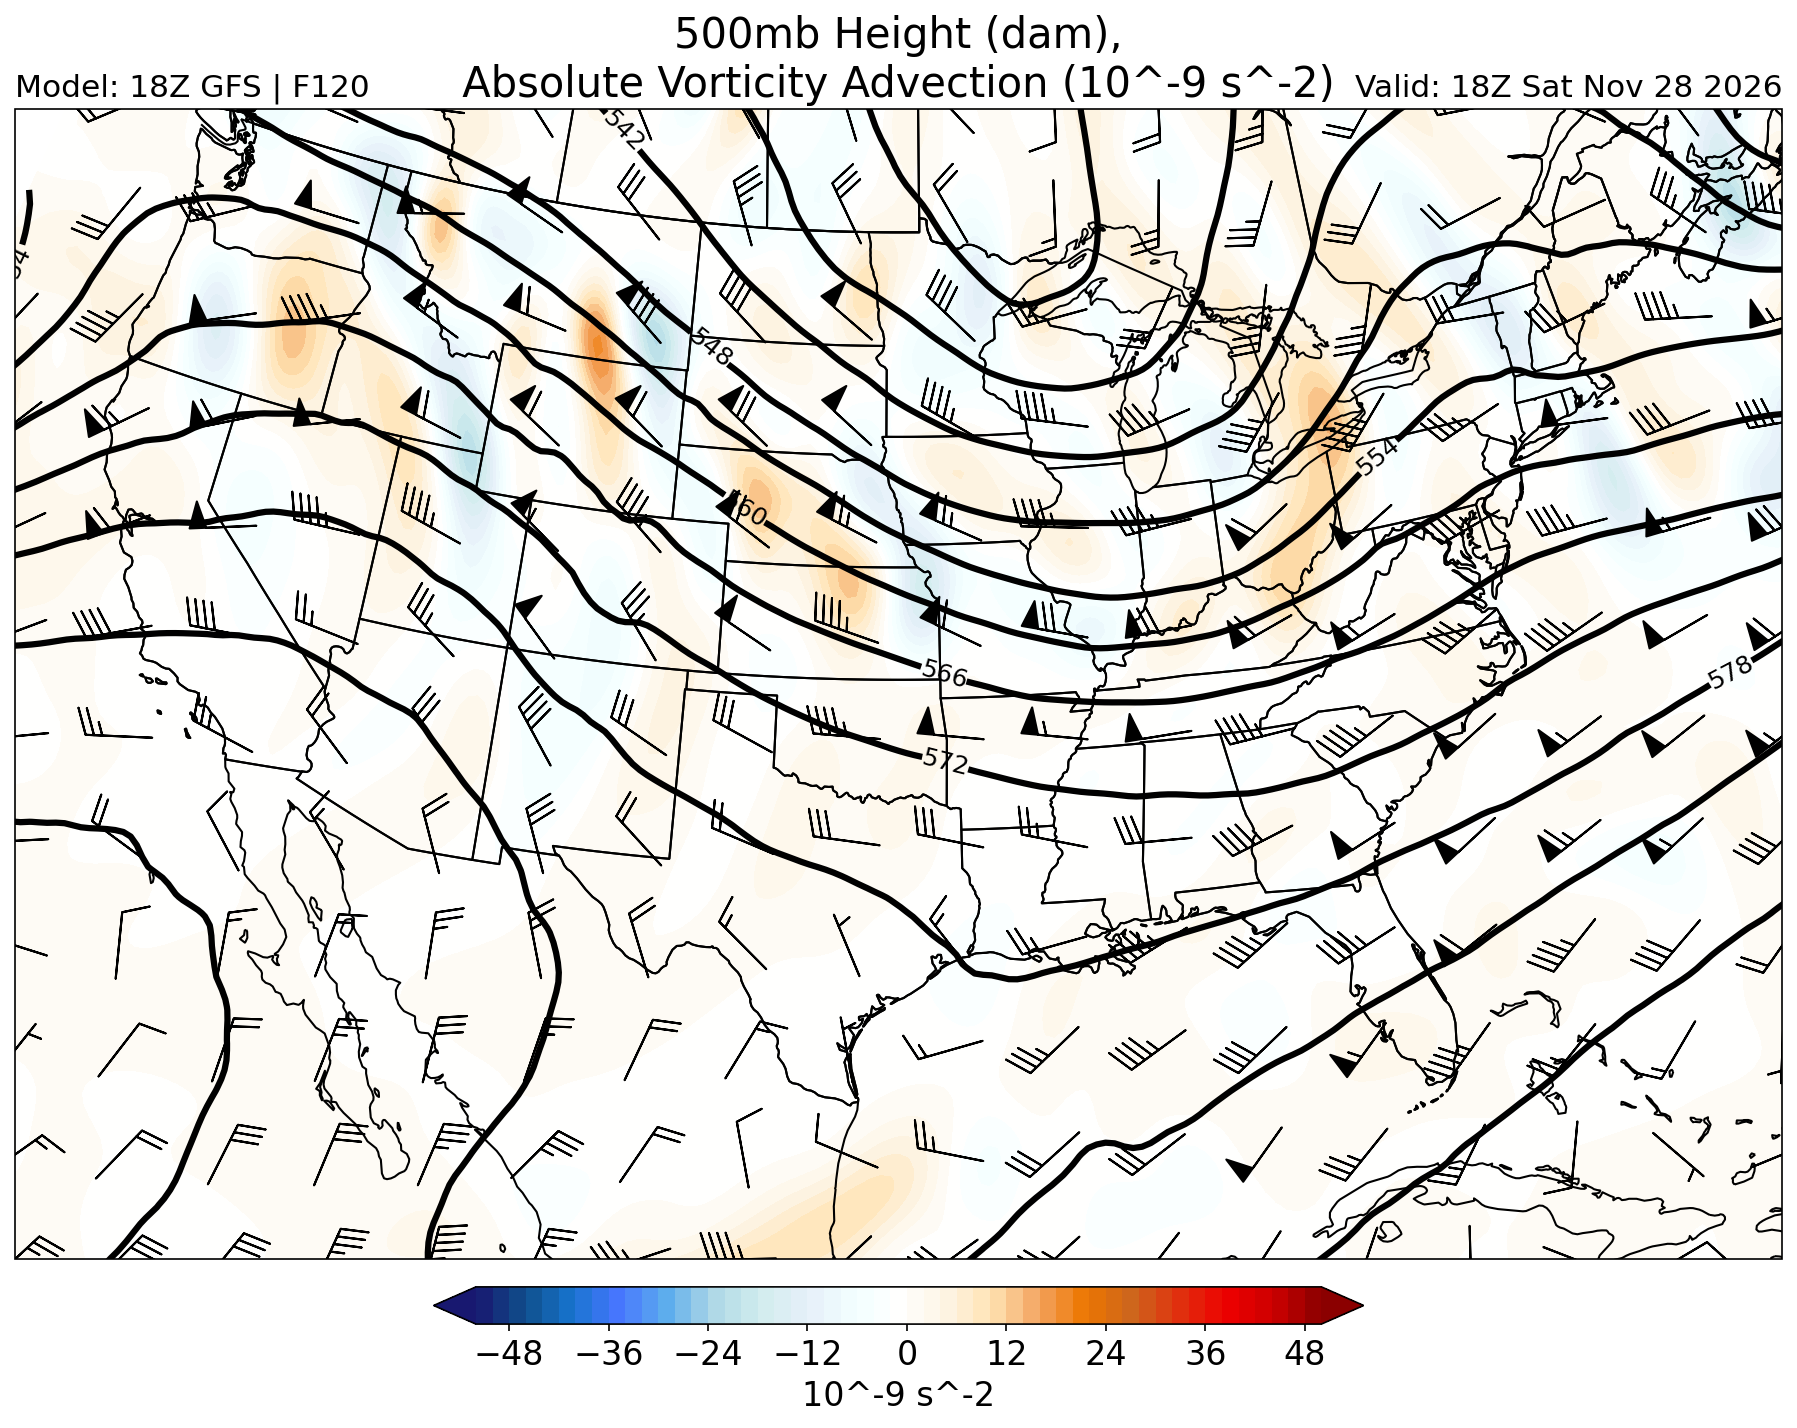 500mb Height (dam),
Model: 18Z GFS | F120 Absolute Vorticity Advection (10^-9 s^-2) Valid: 18Z Sat Nov 28 2026
542
548
560
554
566
578
572
−48 −36 −24 −12 0 12 24 36 48
10^-9 s^-2